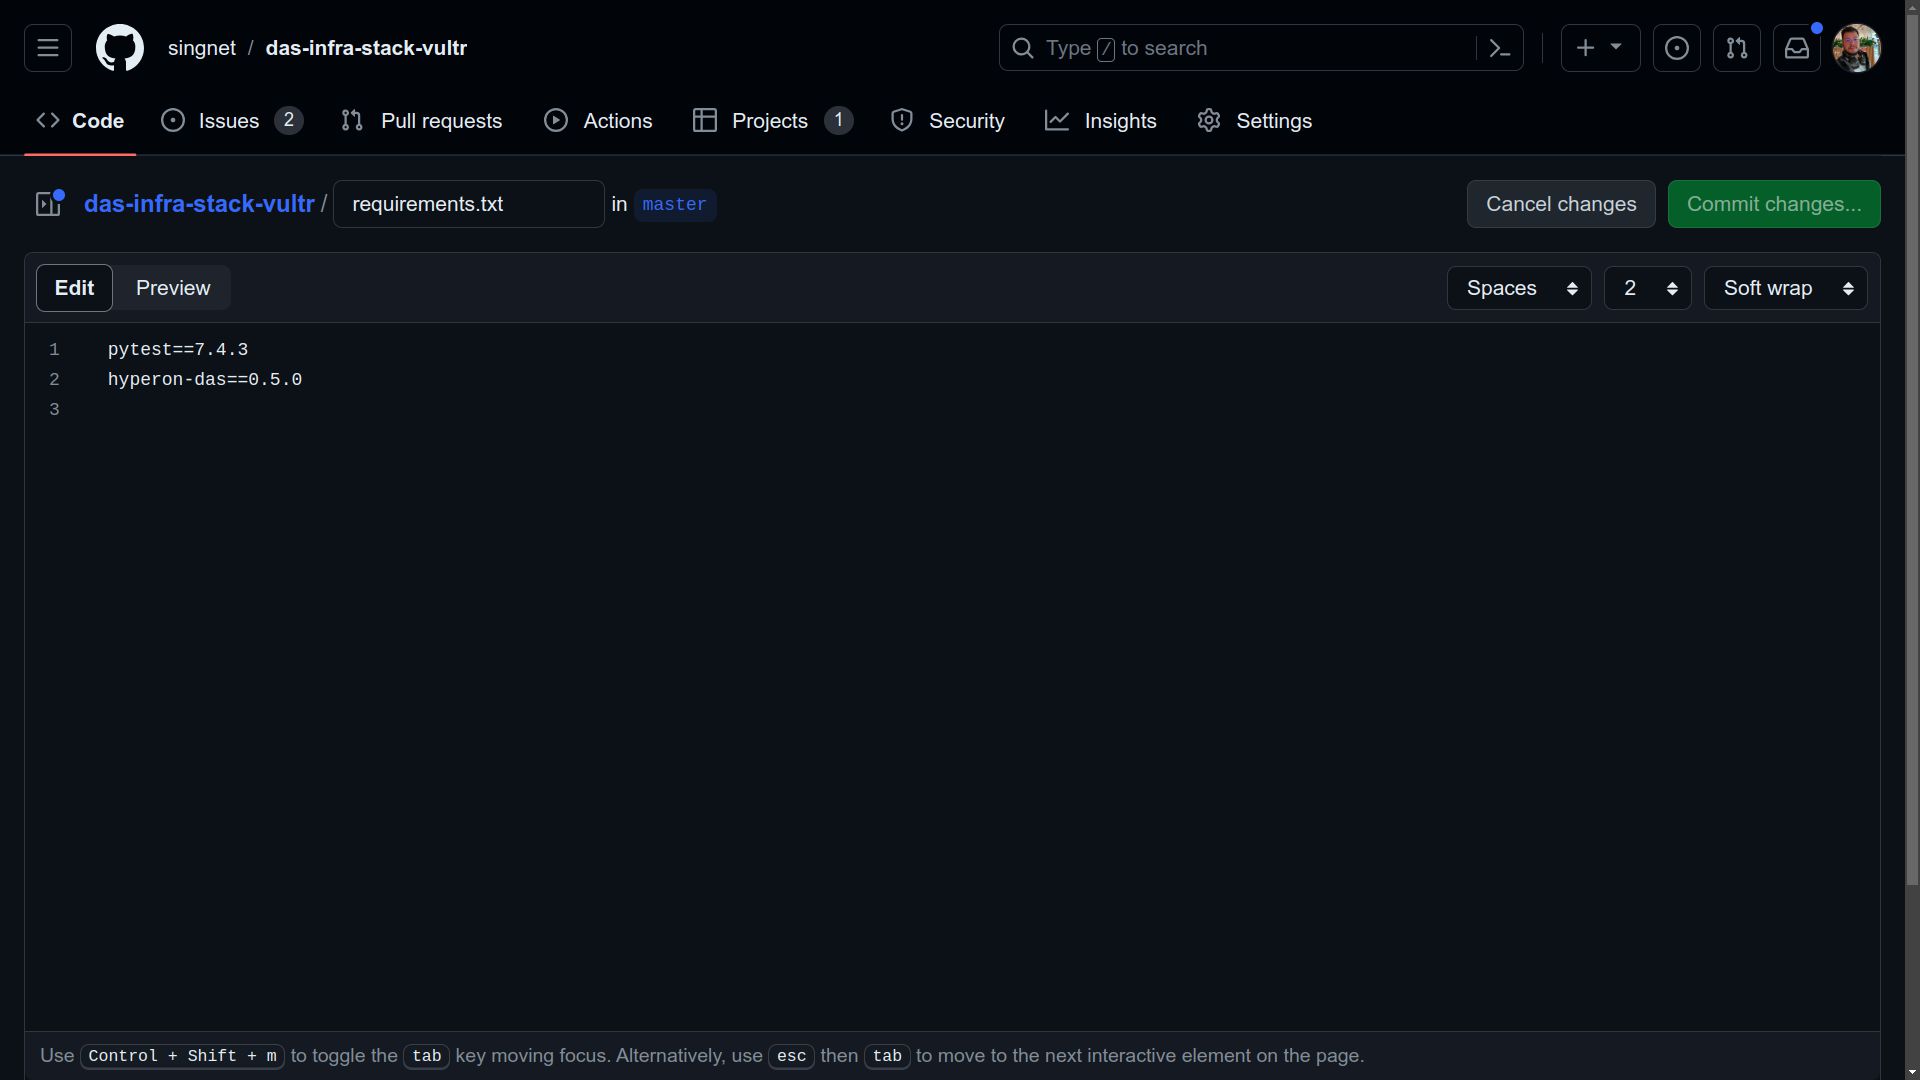 singnet / das-infra-stack-vultr
Type / to search
Code
Issues 2
Pull requests
Actions
Projects 1
Security
Insights
Settings
das-infra-stack-vultr / requirements.txt in master
Cancel changes
Commit changes...
Edit
Preview
Spaces
2
Soft wrap
1 pytest==7.4.3
2 hyperon-das==0.5.0
3
Use Control + Shift + m to toggle the tab key moving focus. Alternatively, use esc then tab to move to the next interactive element on the page.